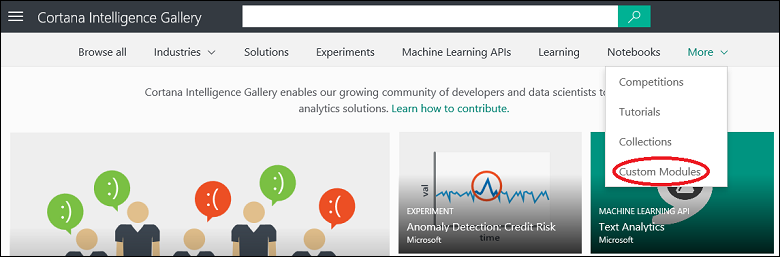 Cortana Intelligence Gallery
Browse all Industries Solutions Experiments Machine Learning APIs Learning Notebooks More
Competitions
Tutorials
Collections
Custom Modules
Cortana Intelligence Gallery enables our growing community of developers and data scientists to
analytics solutions. Learn how to contribute.
:( :) :( :( :)
val
time
EXPERIMENT
Anomaly Detection: Credit Risk
Microsoft
MACHINE LEARNING API
Text Analytics
Microsoft